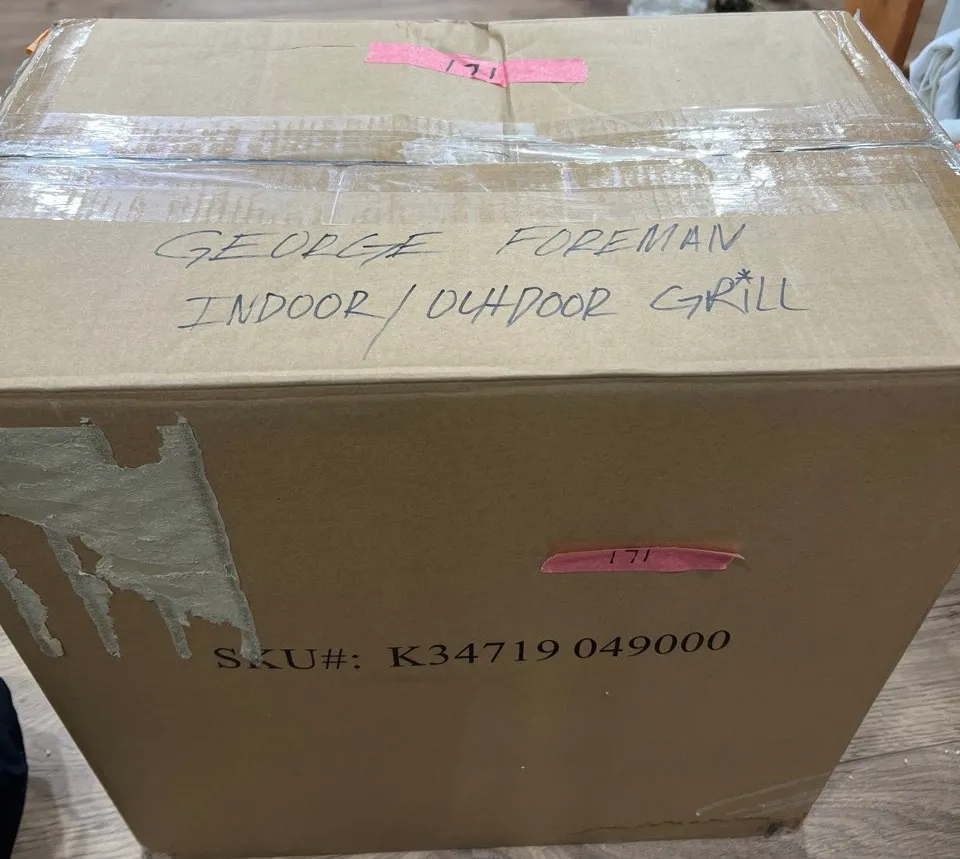 171
GEORGE FOREMAN
INDOOR/OUTDOOR GRiLL
171
SKU#: K34719 049000